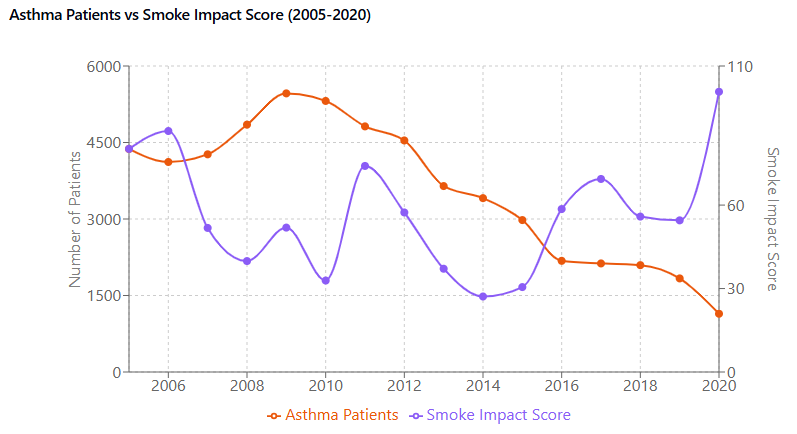 Asthma Patients vs Smoke Impact Score (2005-2020)
6000
4500
3000
1500
0
Number of Patients
110
60
30
0
Smoke Impact Score
2006 2008 2010 2012 2014 2016 2018 2020
Asthma Patients Smoke Impact Score